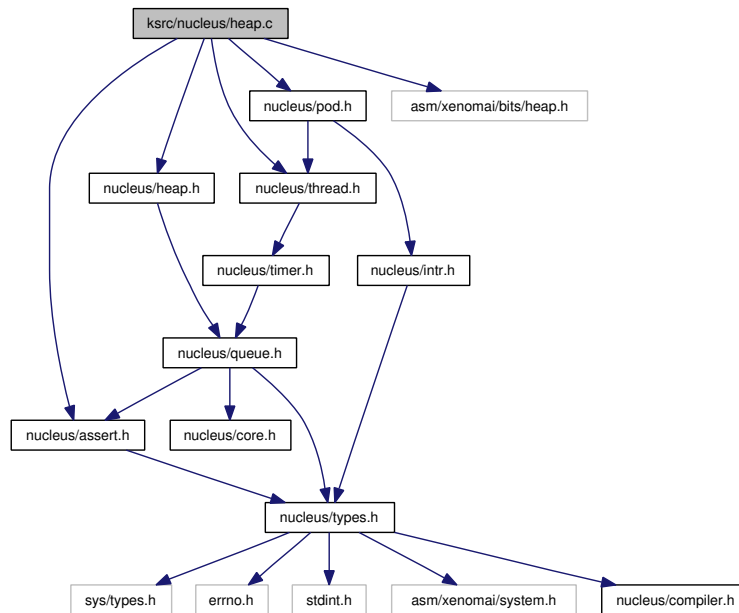 ksrc/nucleus/heap.c
nucleus/pod.h
asm/xenomai/bits/heap.h
nucleus/heap.h
nucleus/thread.h
nucleus/timer.h
nucleus/intr.h
nucleus/queue.h
nucleus/assert.h
nucleus/core.h
nucleus/types.h
sys/types.h
errno.h
stdint.h
asm/xenomai/system.h
nucleus/compiler.h